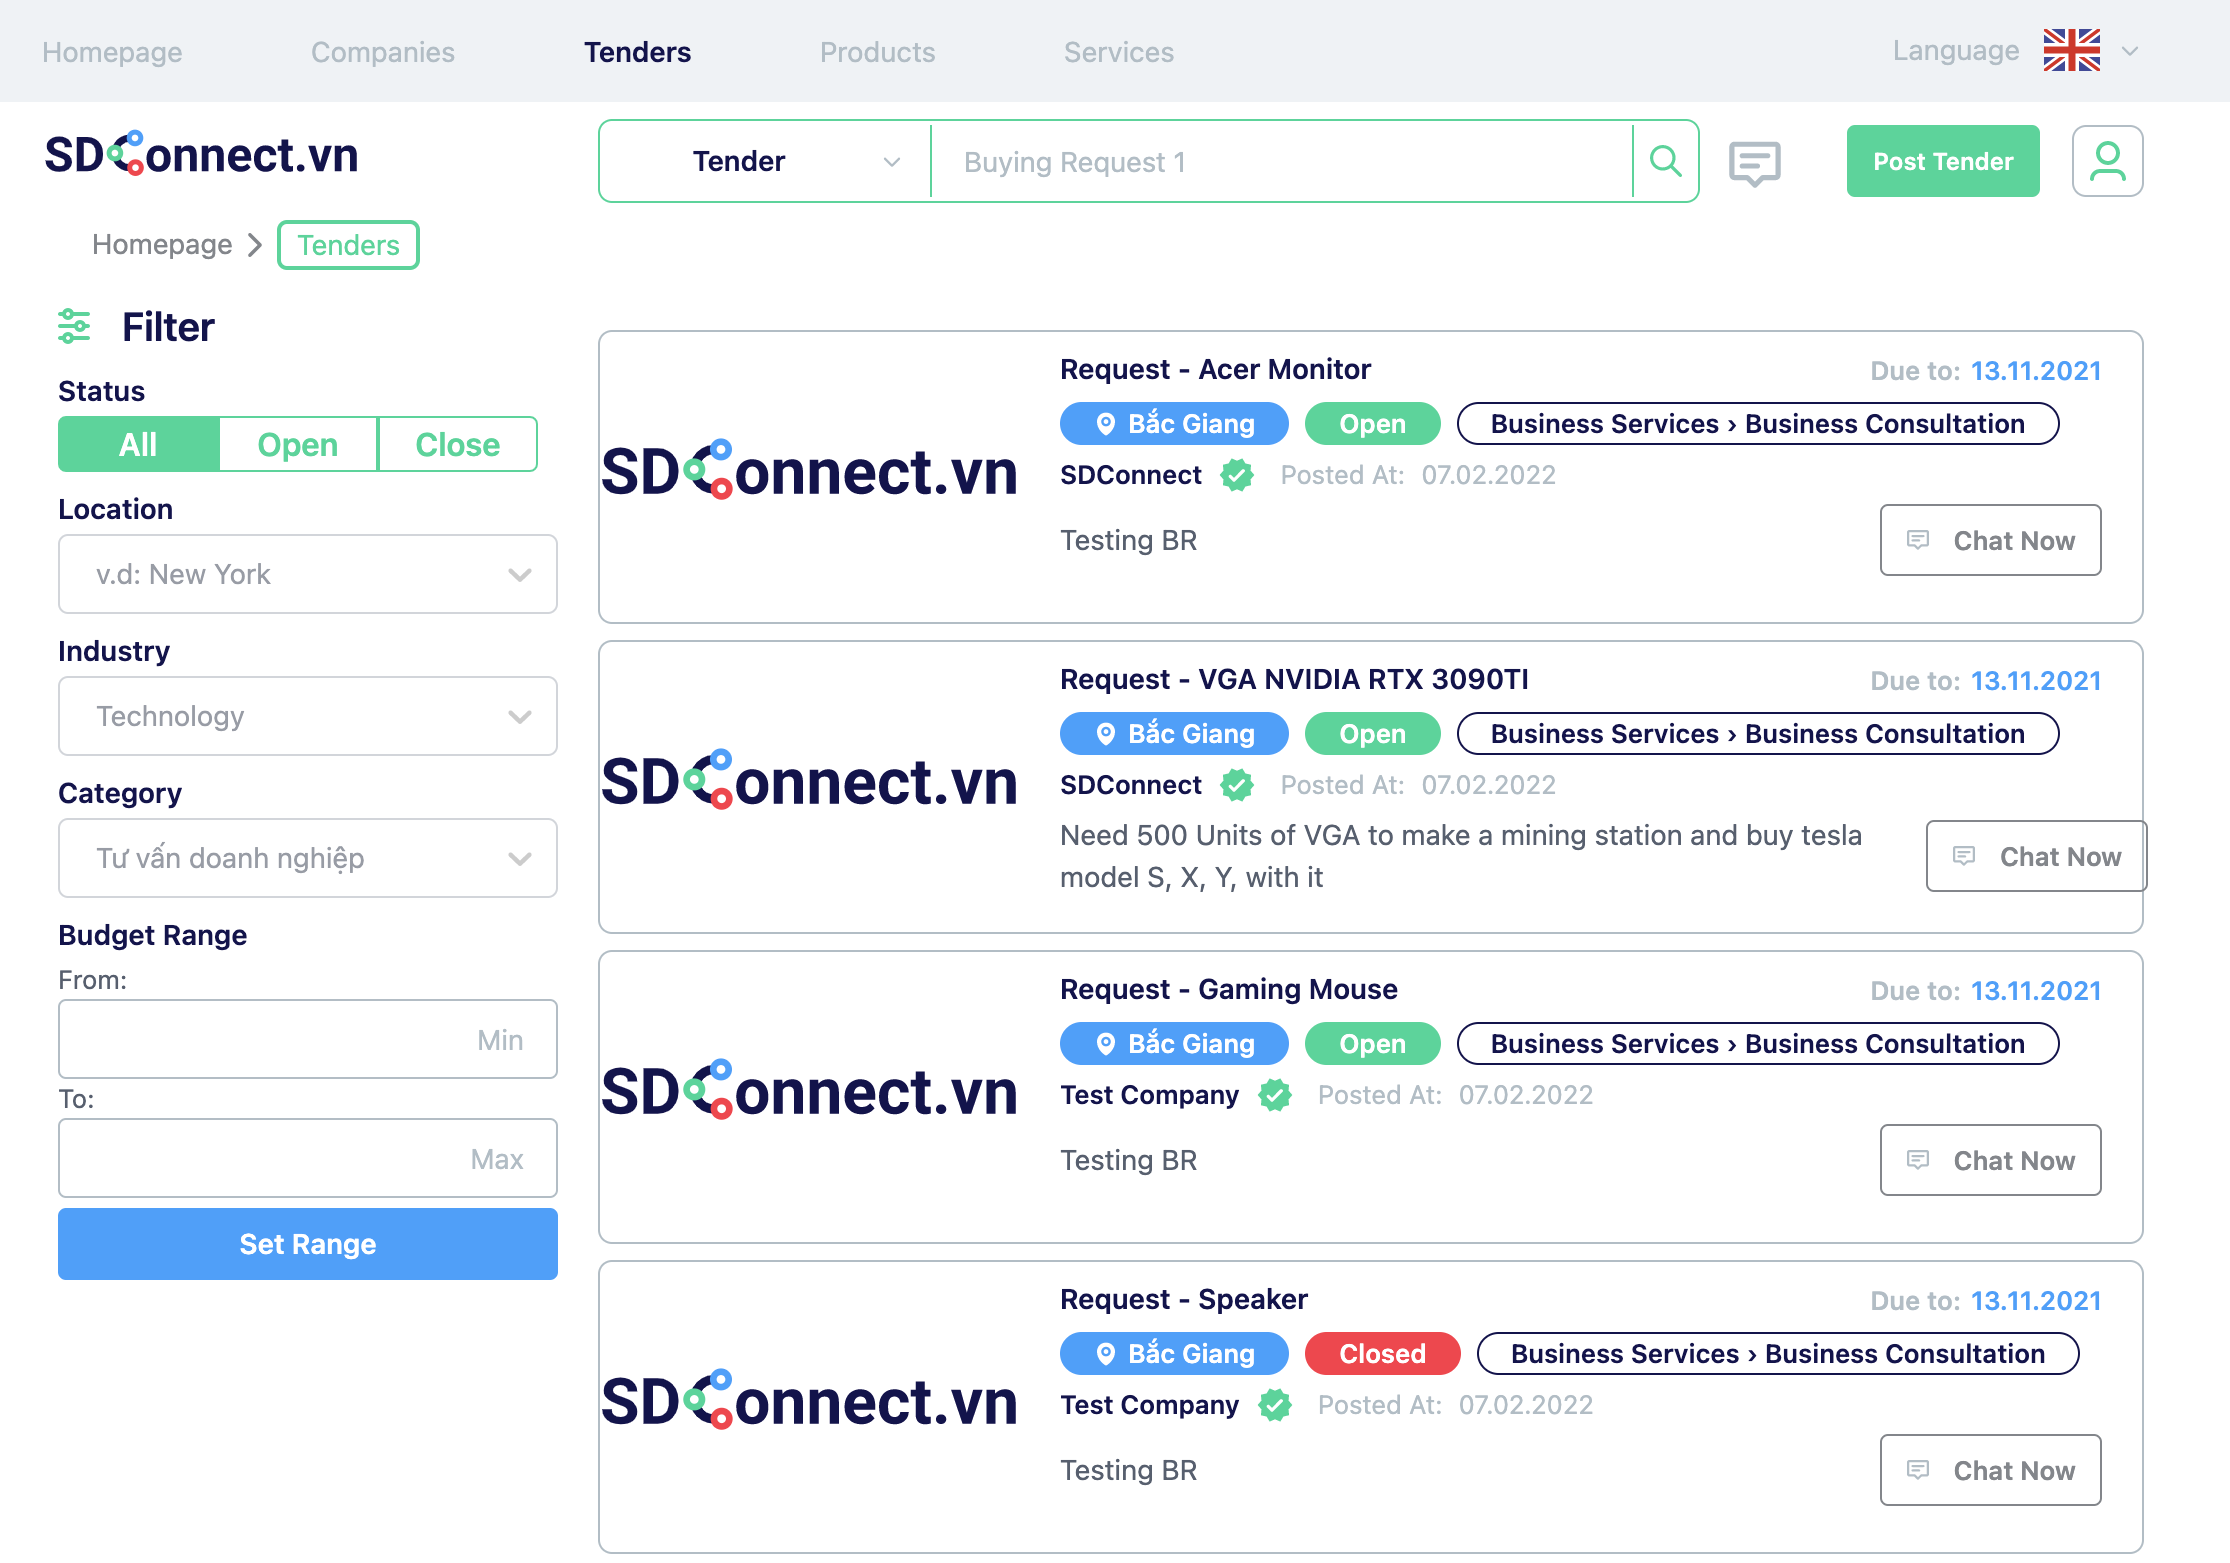 Homepage Companies Tenders Products Services Language
SDConnect.vn
Tender Buying Request 1 Post Tender
Homepage Tenders
Filter
Status
All Open Close
Location
v.d: New York
Industry
Technology
Category
Tư vấn doanh nghiệp
Budget Range
From:
Min
To:
Max
Set Range
SDConnect.vn
Request - Acer Monitor Due to: 13.11.2021
Bắc Giang Open Business Services › Business Consultation
SDConnect Posted At: 07.02.2022
Testing BR Chat Now
SDConnect.vn
Request - VGA NVIDIA RTX 3090TI Due to: 13.11.2021
Bắc Giang Open Business Services › Business Consultation
SDConnect Posted At: 07.02.2022
Need 500 Units of VGA to make a mining station and buy tesla
model S, X, Y, with it
Chat Now
SDConnect.vn
Request - Gaming Mouse Due to: 13.11.2021
Bắc Giang Open Business Services › Business Consultation
Test Company Posted At: 07.02.2022
Testing BR Chat Now
SDConnect.vn
Request - Speaker Due to: 13.11.2021
Bắc Giang Closed Business Services › Business Consultation
Test Company Posted At: 07.02.2022
Testing BR Chat Now